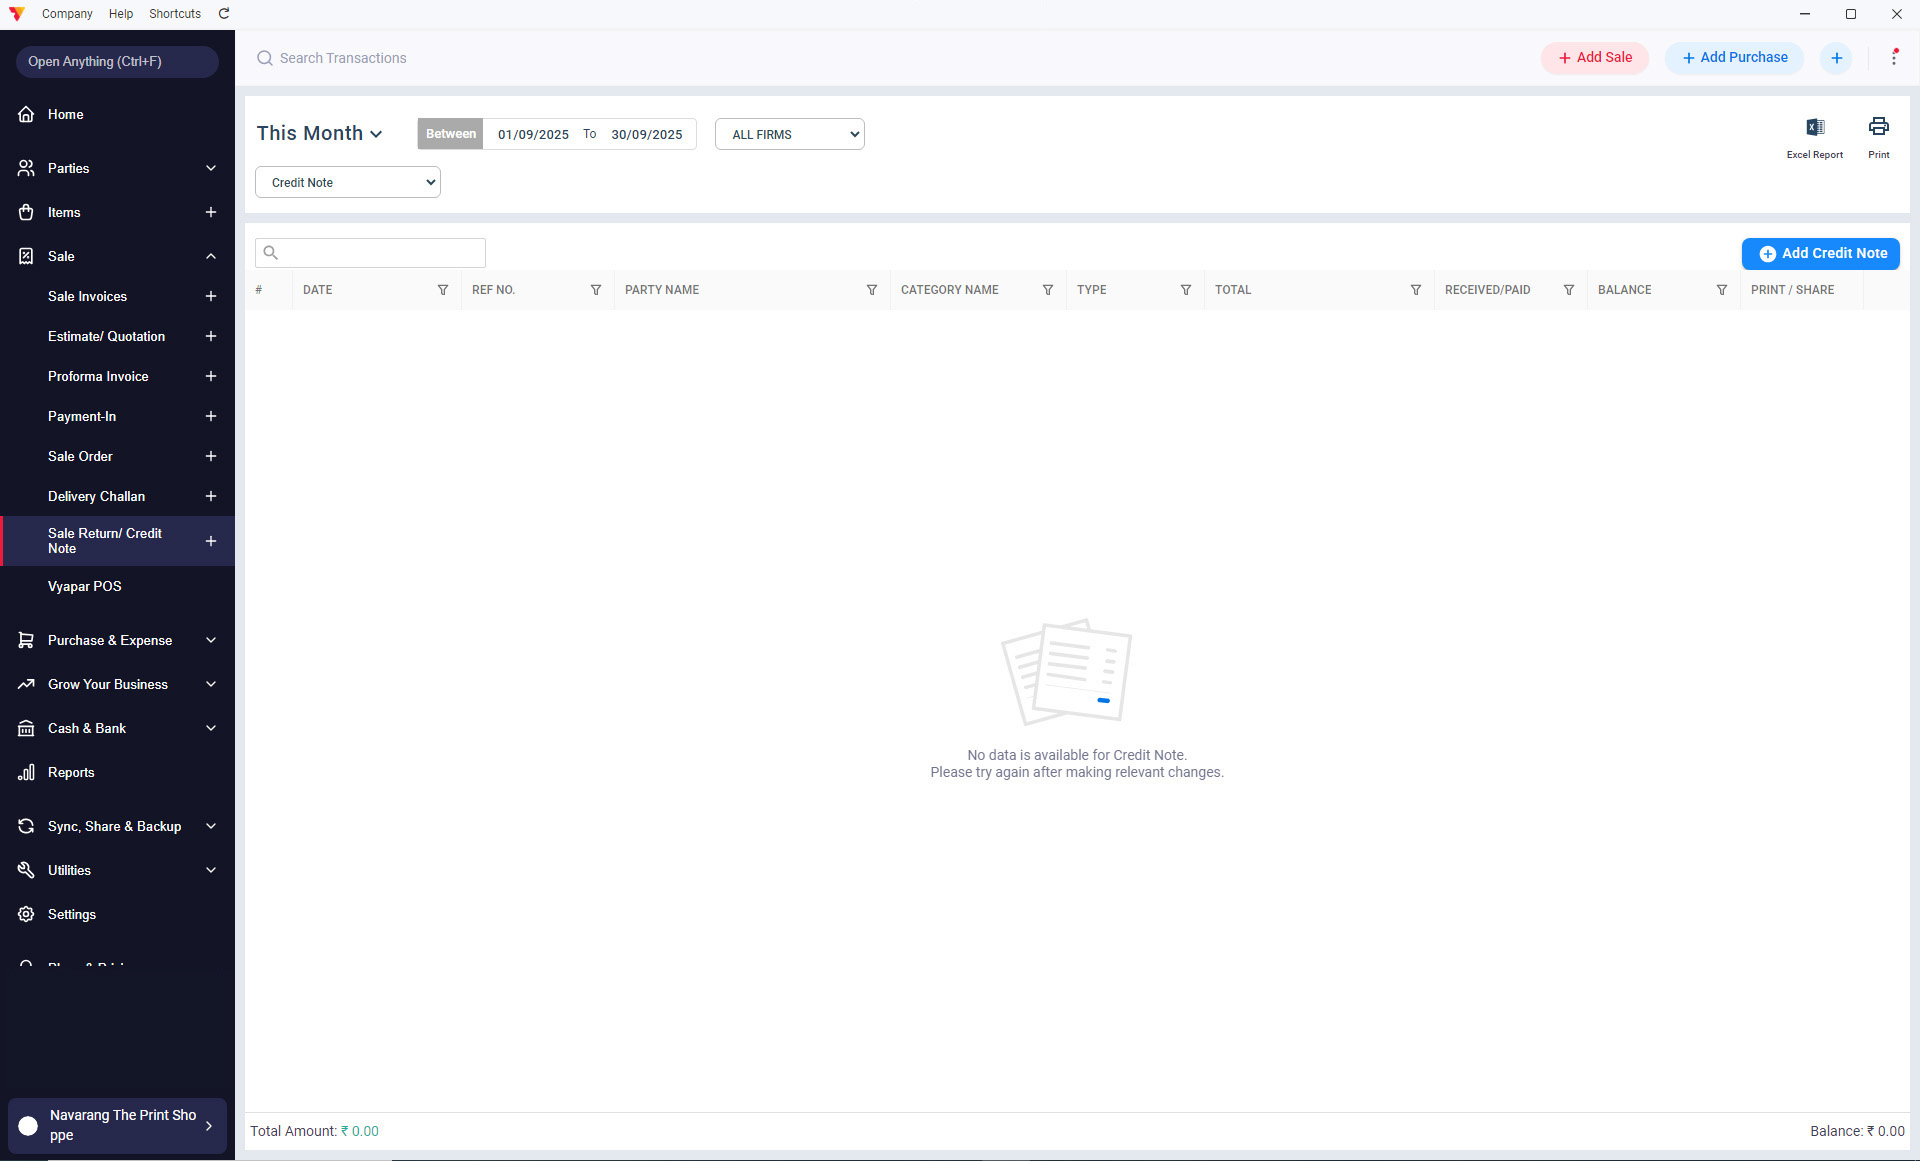 Company Help Shortcuts
Open Anything (Ctrl+F)
Search Transactions
Add Sale
Add Purchase
Home
Parties
Items
Sale
Sale Invoices
Estimate/ Quotation
Proforma Invoice
Payment-In
Sale Order
Delivery Challan
Sale Return/ Credit
Note
Vyapar POS
Purchase & Expense
Grow Your Business
Cash & Bank
Reports
Sync, Share & Backup
Utilities
Settings
Navarang The Print Sho
ppe
This Month
Between 01/09/2025 To 30/09/2025
ALL FIRMS
Excel Report
Print
Credit Note
Add Credit Note
# DATE REF NO. PARTY NAME CATEGORY NAME TYPE TOTAL RECEIVED/PAID BALANCE PRINT / SHARE
No data is available for Credit Note.
Please try again after making relevant changes.
Total Amount: ₹ 0.00
Balance: ₹ 0.00